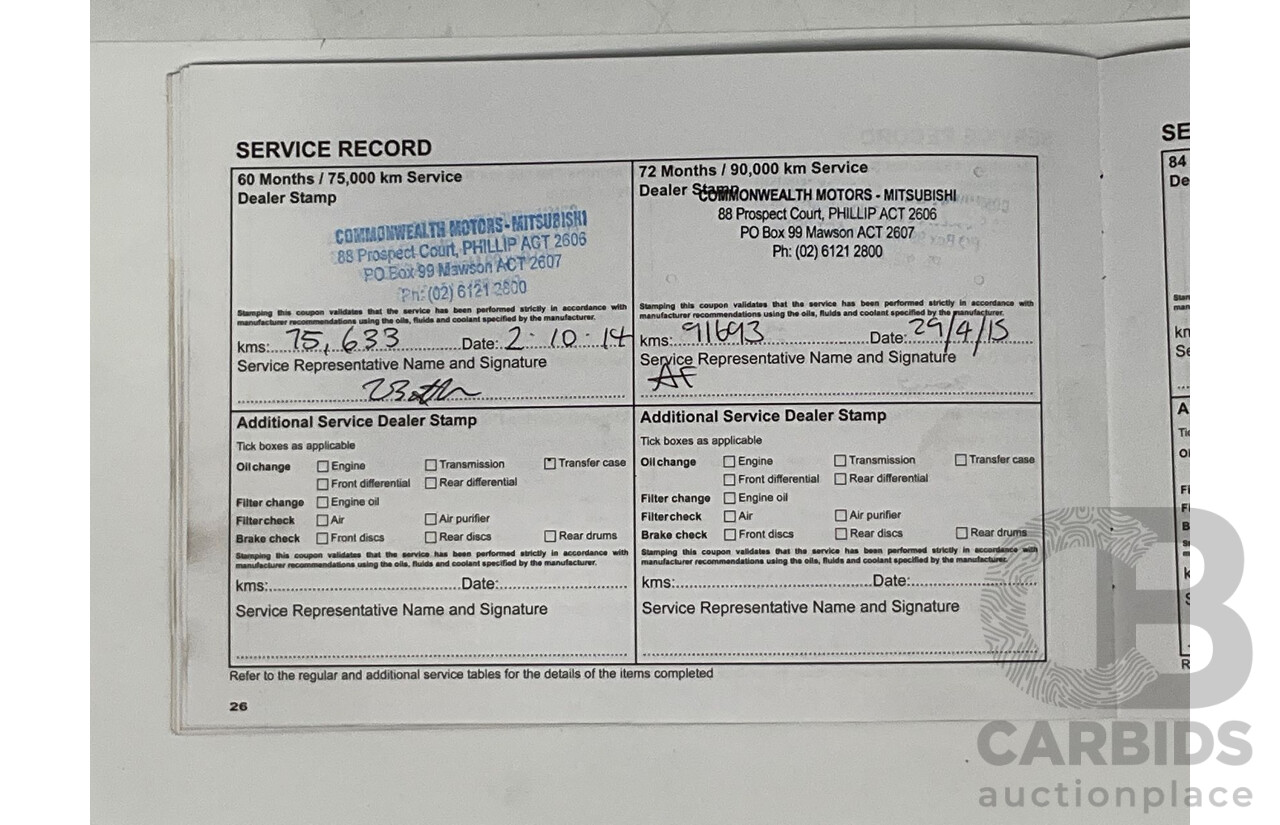 SERVICE RECORD
60 Months / 75,000 km Service
Dealer Stamp
COMMONWEALTH MOTORS - MITSUBISHI
88 Prospect Court, PHILLIP ACT 2606
PO Box 99 Mawson ACT 2607
Ph: (02) 6121 2800
Stamping this coupon validates that the service has been performed strictly in accordance with
manufacturer recommendations using the oils, fluids and coolant specified by the manufacturer.
kms: 75,633 Date: 2·10·14
Service Representative Name and Signature
Additional Service Dealer Stamp
Tick boxes as applicable
Oil change Engine Transmission Transfer case
Front differential Rear differential
Filter change Engine oil
Filter check Air Air purifier
Brake check Front discs Rear discs Rear drums
Stamping this coupon validates that the service has been performed strictly in accordance with
manufacturer recommendations using the oils, fluids and coolant specified by the manufacturer.
kms: Date:
Service Representative Name and Signature
72 Months / 90,000 km Service
Dealer Stamp
COMMONWEALTH MOTORS - MITSUBISHI
88 Prospect Court, PHILLIP ACT 2606
PO Box 99 Mawson ACT 2607
Ph: (02) 6121 2800
Stamping this coupon validates that the service has been performed strictly in accordance with
manufacturer recommendations using the oils, fluids and coolant specified by the manufacturer.
kms: 91693 Date: 29/4/15
Service Representative Name and Signature
AF
Additional Service Dealer Stamp
Tick boxes as applicable
Oil change Engine Transmission Transfer case
Front differential Rear differential
Filter change Engine oil
Filter check Air Air purifier
Brake check Front discs Rear discs Rear drums
Stamping this coupon validates that the service has been performed strictly in accordance with
manufacturer recommendations using the oils, fluids and coolant specified by the manufacturer.
kms: Date:
Service Representative Name and Signature
Refer to the regular and additional service tables for the details of the items completed
26
SE
84
De
CB
CARBIDS
auctionplace